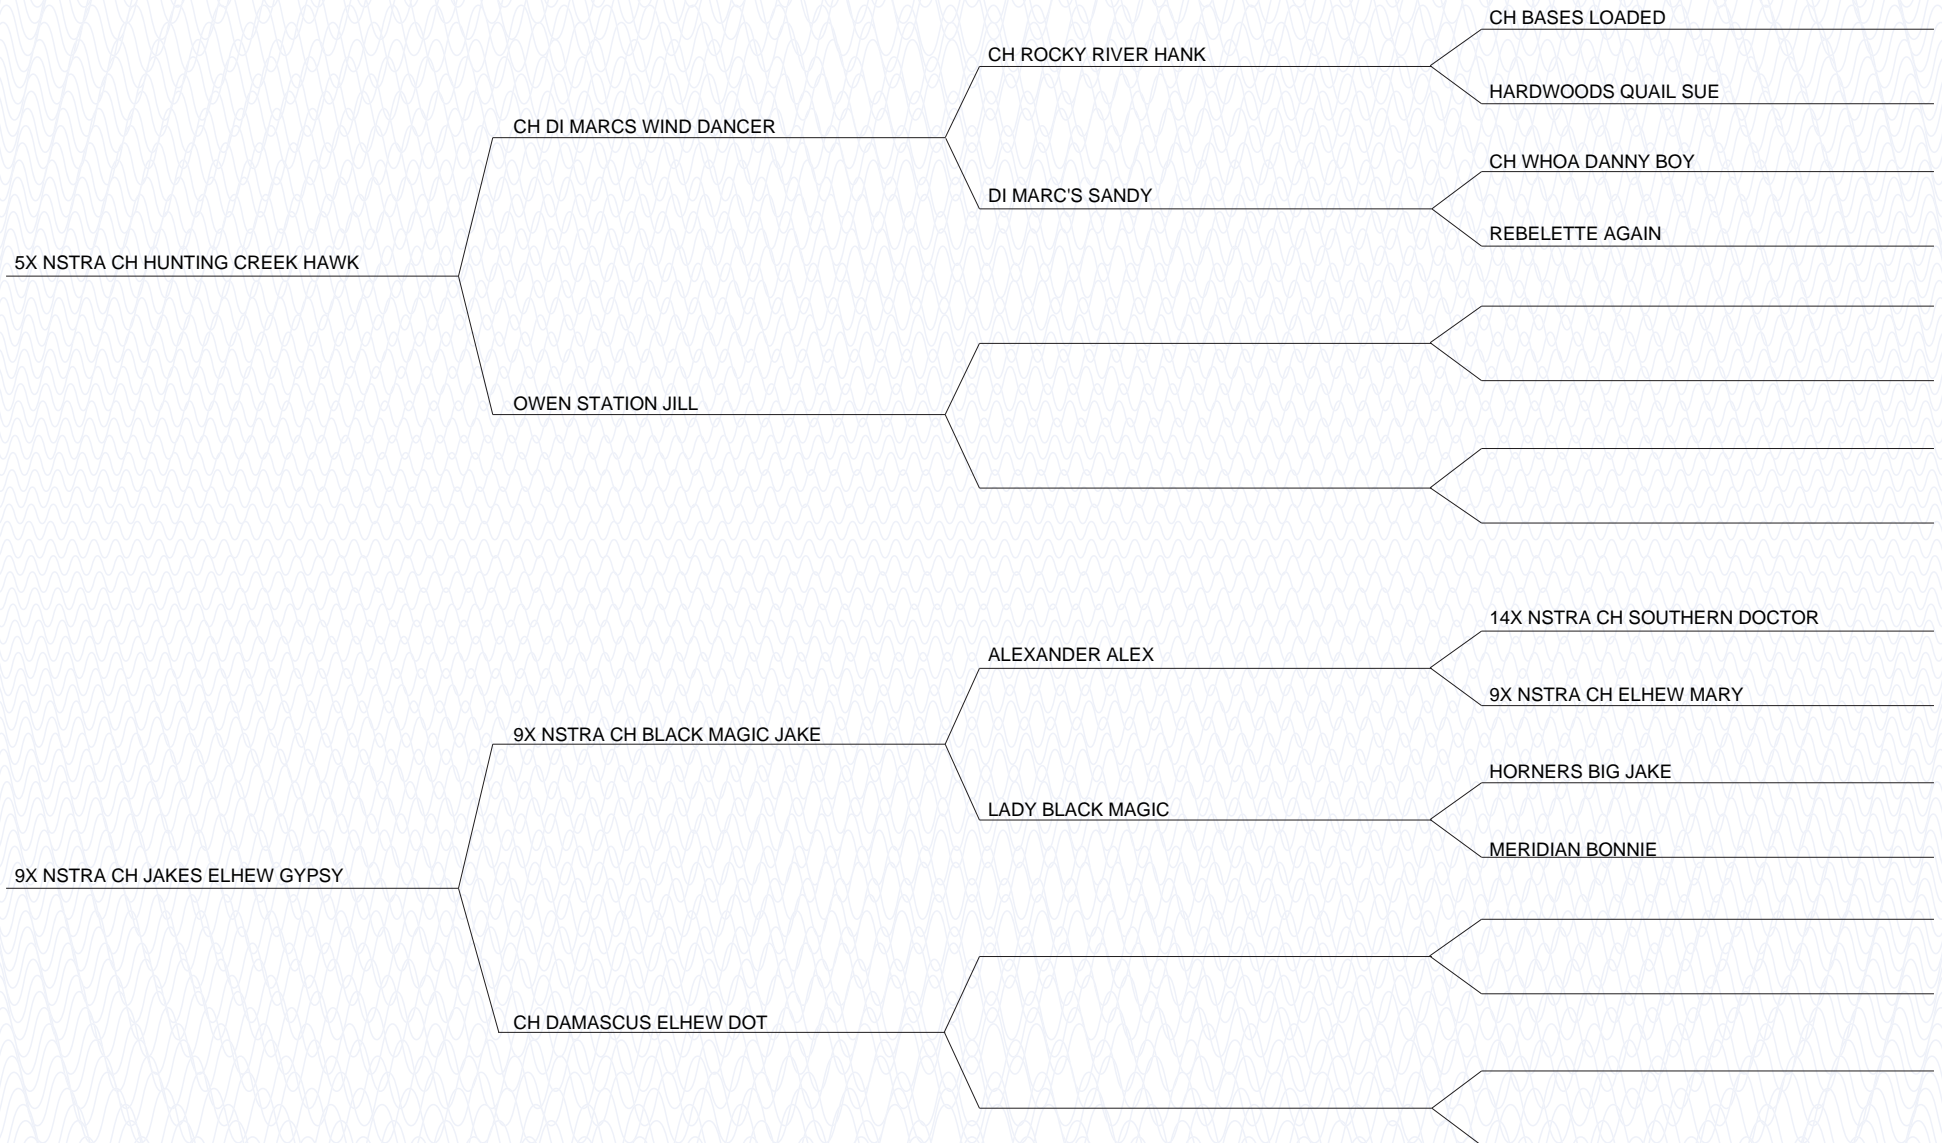 CH BASES LOADED
CH ROCKY RIVER HANK
HARDWOODS QUAIL SUE
CH DI MARCS WIND DANCER
CH WHOA DANNY BOY
DI MARC'S SANDY
REBELETTE AGAIN
5X NSTRA CH HUNTING CREEK HAWK
OWEN STATION JILL
14X NSTRA CH SOUTHERN DOCTOR
ALEXANDER ALEX
9X NSTRA CH ELHEW MARY
9X NSTRA CH BLACK MAGIC JAKE
HORNERS BIG JAKE
LADY BLACK MAGIC
MERIDIAN BONNIE
9X NSTRA CH JAKES ELHEW GYPSY
CH DAMASCUS ELHEW DOT